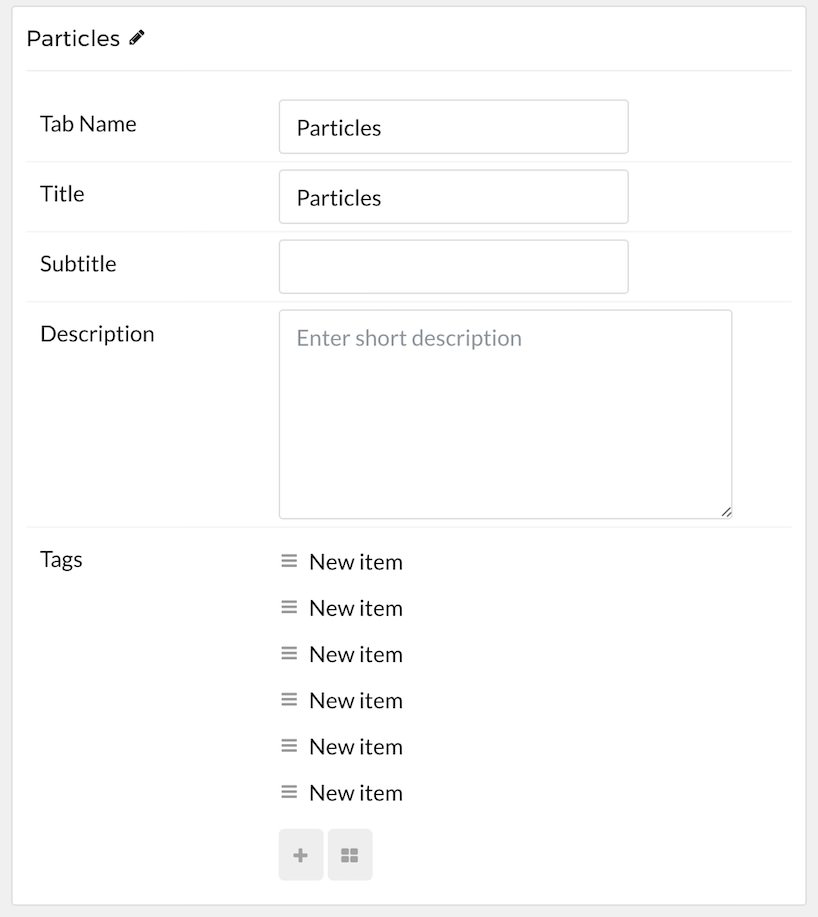 Particles
Tab Name
Particles
Title
Particles
Subtitle
Description
Enter short description
Tags
New item
New item
New item
New item
New item
New item